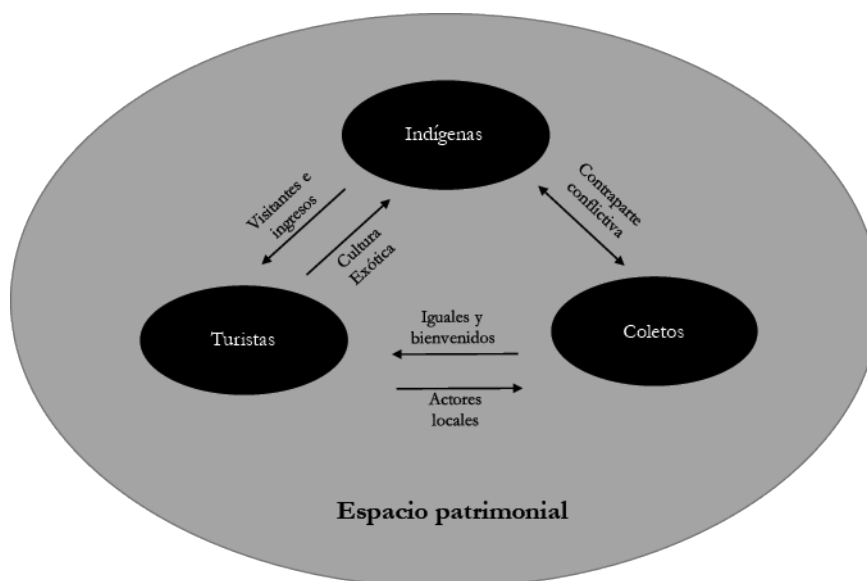 Indígenas
Visitantes e
ingresos
Cultura
Exótica
Contraparte
conflictiva
Turistas
Iguales y
bienvenidos
Coletos
Actores
locales
Espacio patrimonial